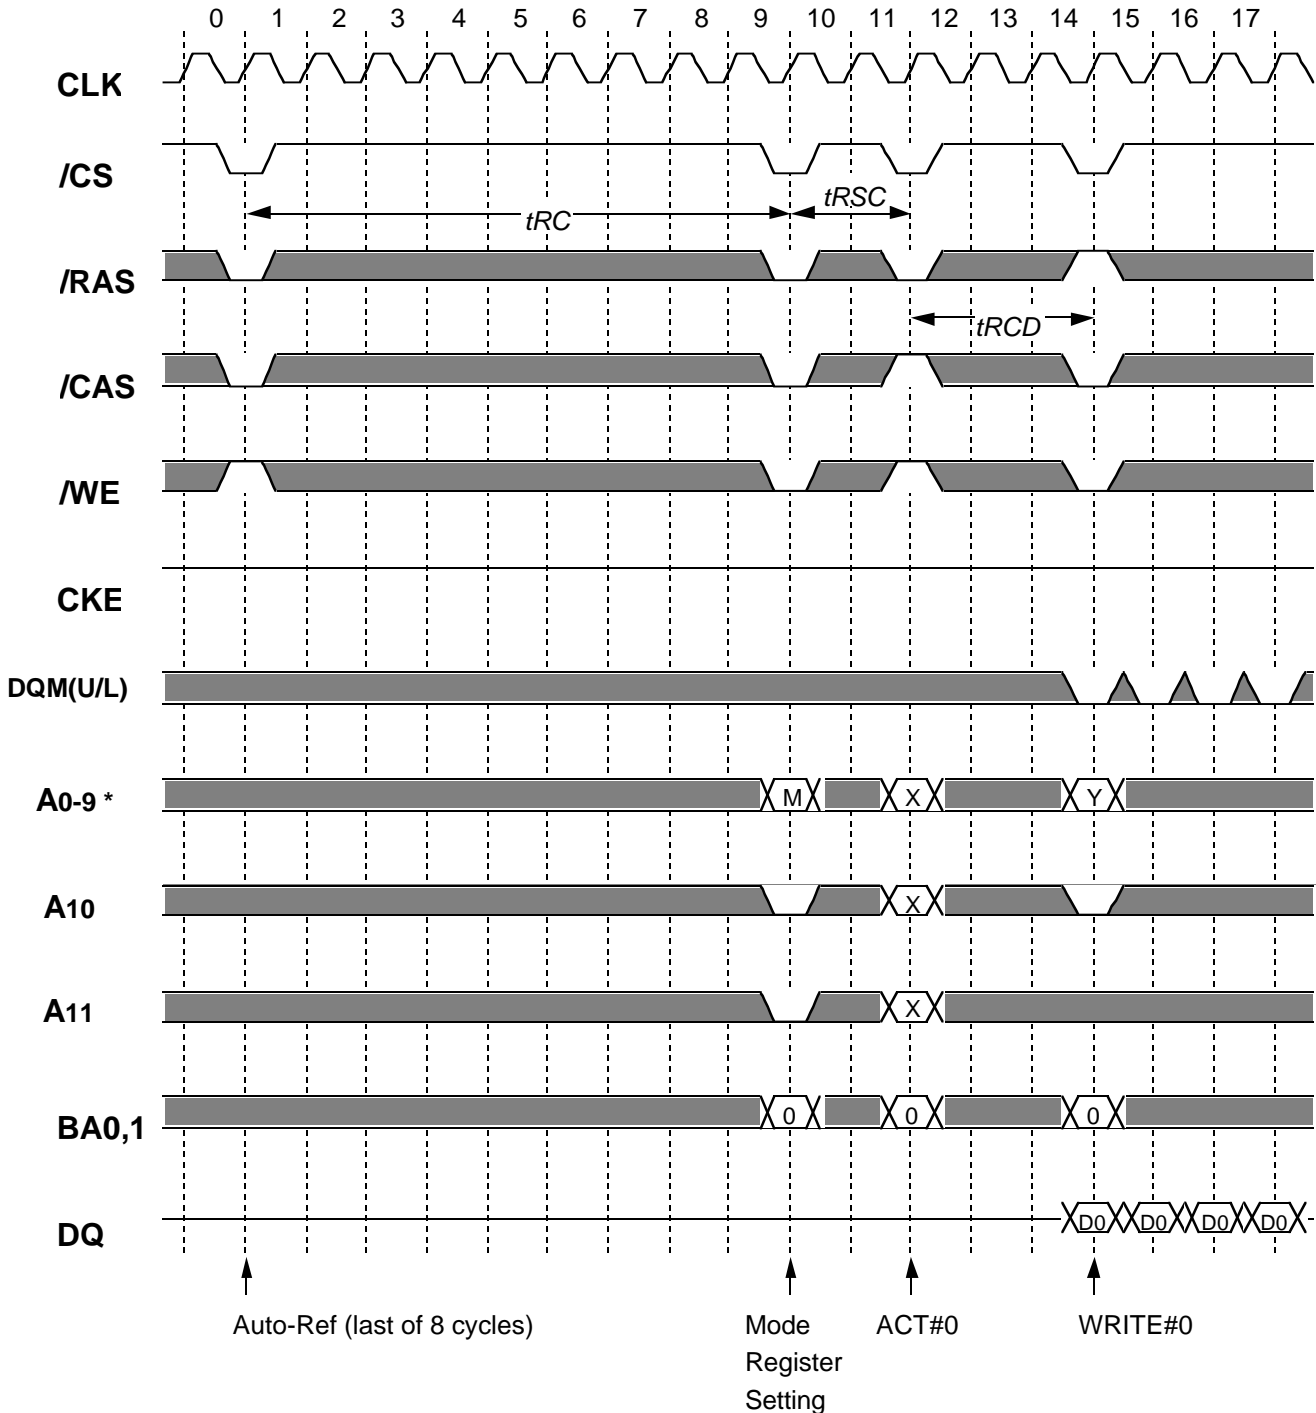 0 1 2 3 4 5 6 7 8 9 10 11 12 13 14 15 16 17
CLK
/CS
tRC
tRSC
/RAS
tRCD
/CAS
/WE
CKE
DQM(U/L)
A0-9 * M X Y
A10 X
A11 X
BA0,1 0 0 0
DQ D0 D0 D0 D0
Auto-Ref (last of 8 cycles)
Mode
Register
Setting
ACT#0
WRITE#0